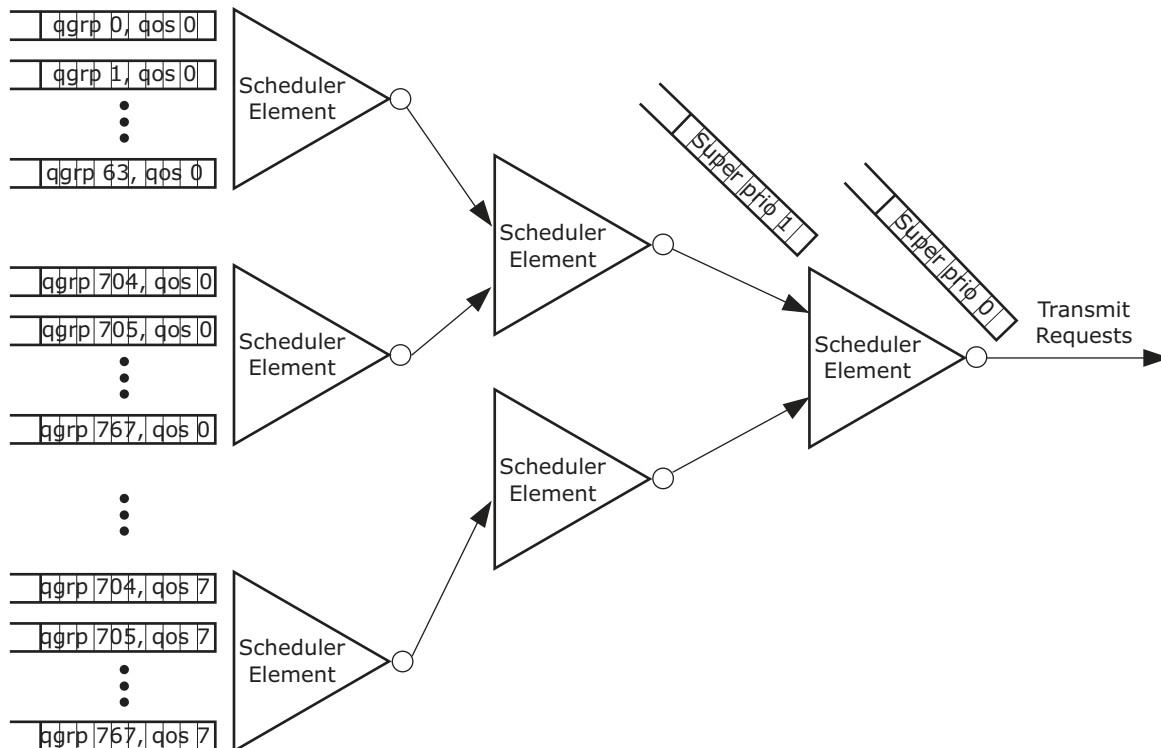 qgrp 0, qos 0
qgrp 1, qos 0
qgrp 63, qos 0
Scheduler
Element
qgrp 704, qos 0
qgrp 705, qos 0
qgrp 767, qos 0
Scheduler
Element
qgrp 704, qos 7
qgrp 705, qos 7
qgrp 767, qos 7
Scheduler
Element
Scheduler
Element
Scheduler
Element
Super prio 1
Super prio 0
Scheduler
Element
Transmit
Requests